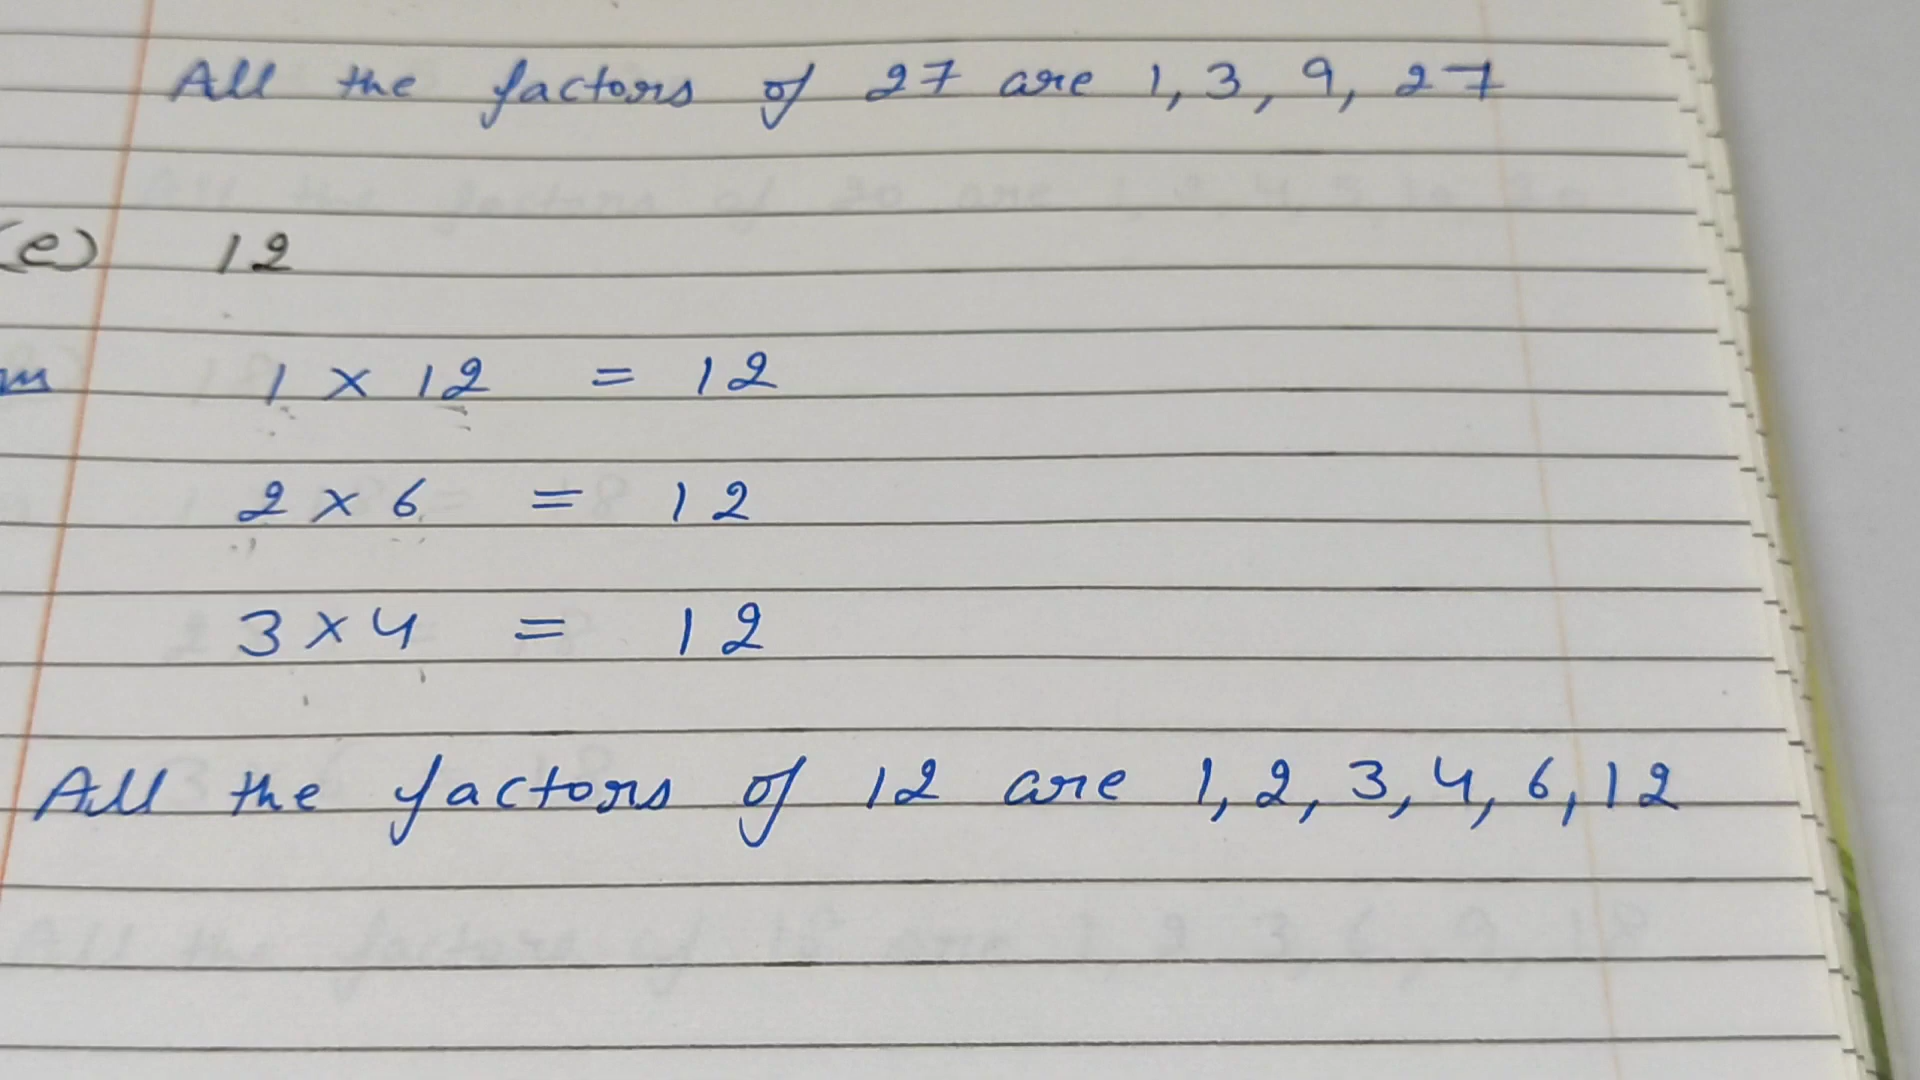 All the factors of 27 are 1, 3, 9, 27
(e) 12
1 × 12 = 12
2 × 6 = 12
3 × 4 = 12
All the factors of 12 are 1, 2, 3, 4, 6, 12